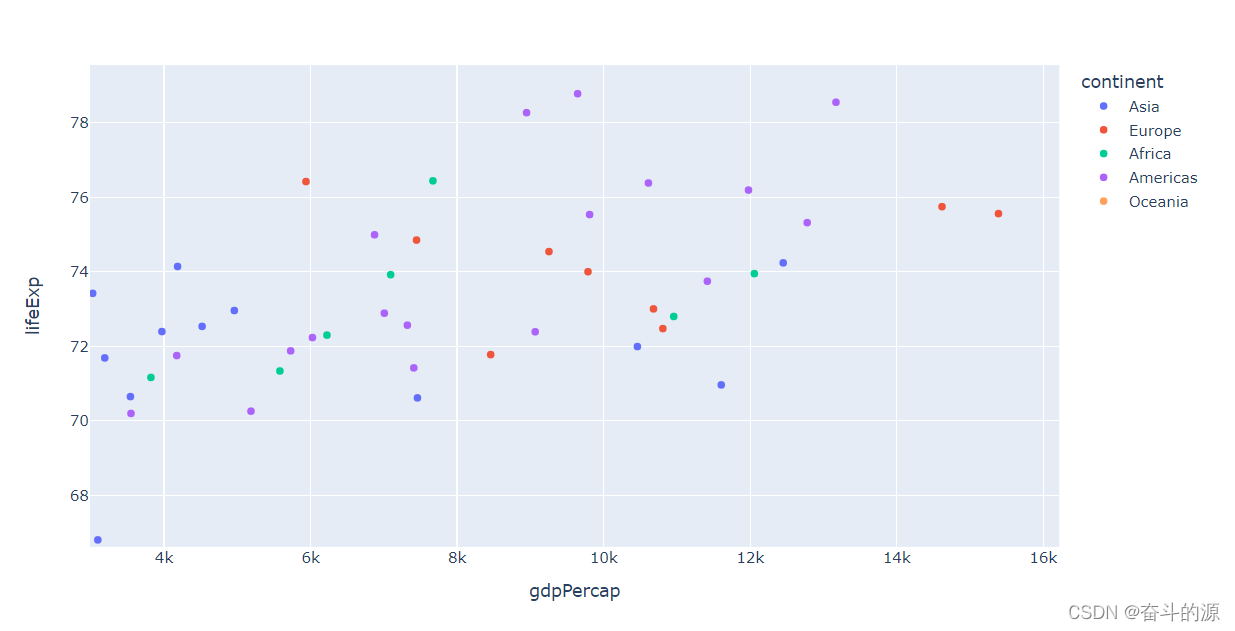 continent
Asia
Europe
Africa
Americas
Oceania
78
76
74
72
70
68
lifeExp
4k
6k
8k
10k
12k
14k
16k
gdpPercap
CSDN @奋斗的源